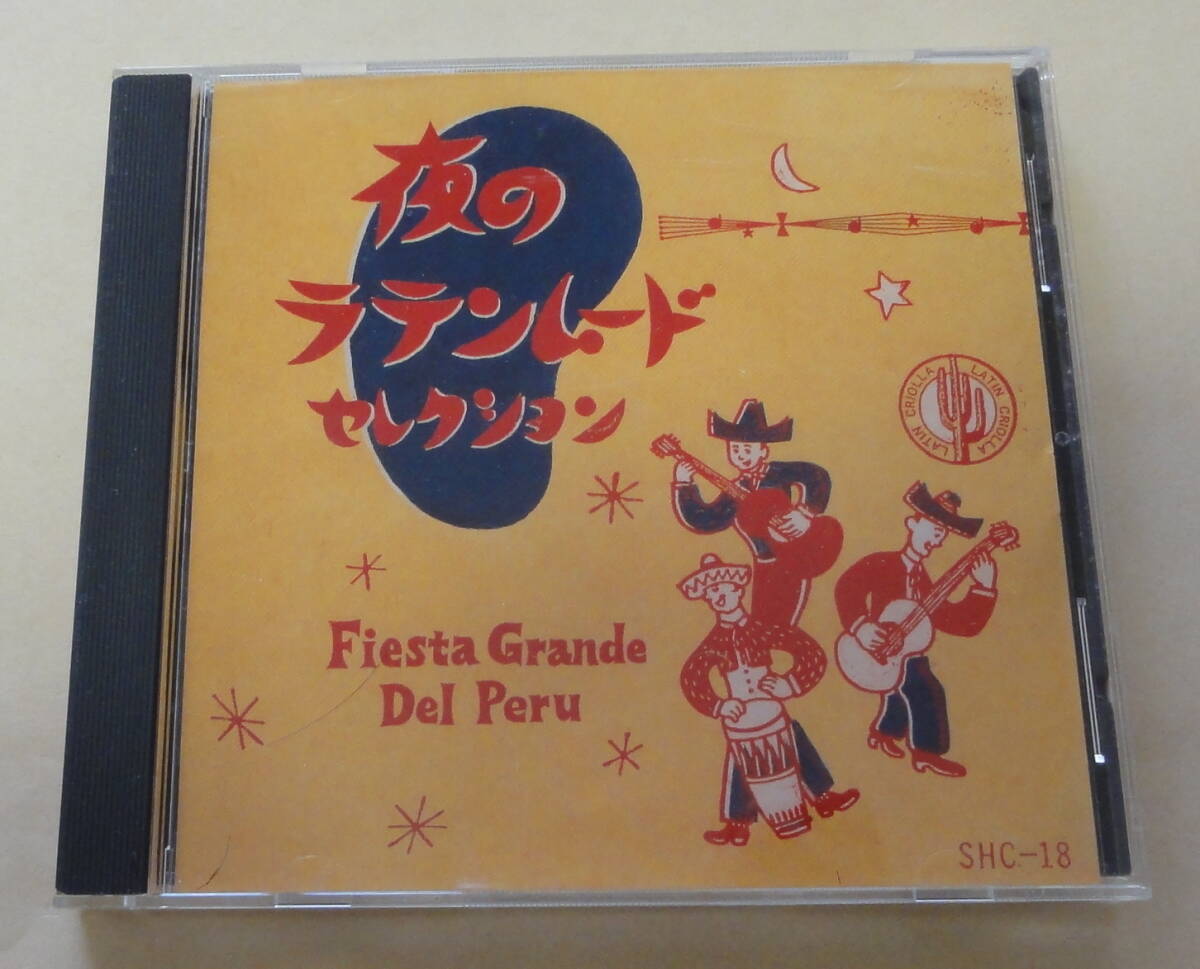 夜の
ラテンムード
セレクション
LATIN CRIOLLA LATIN CRIOLLA
Fiesta Grande
Del Peru
SHC-18